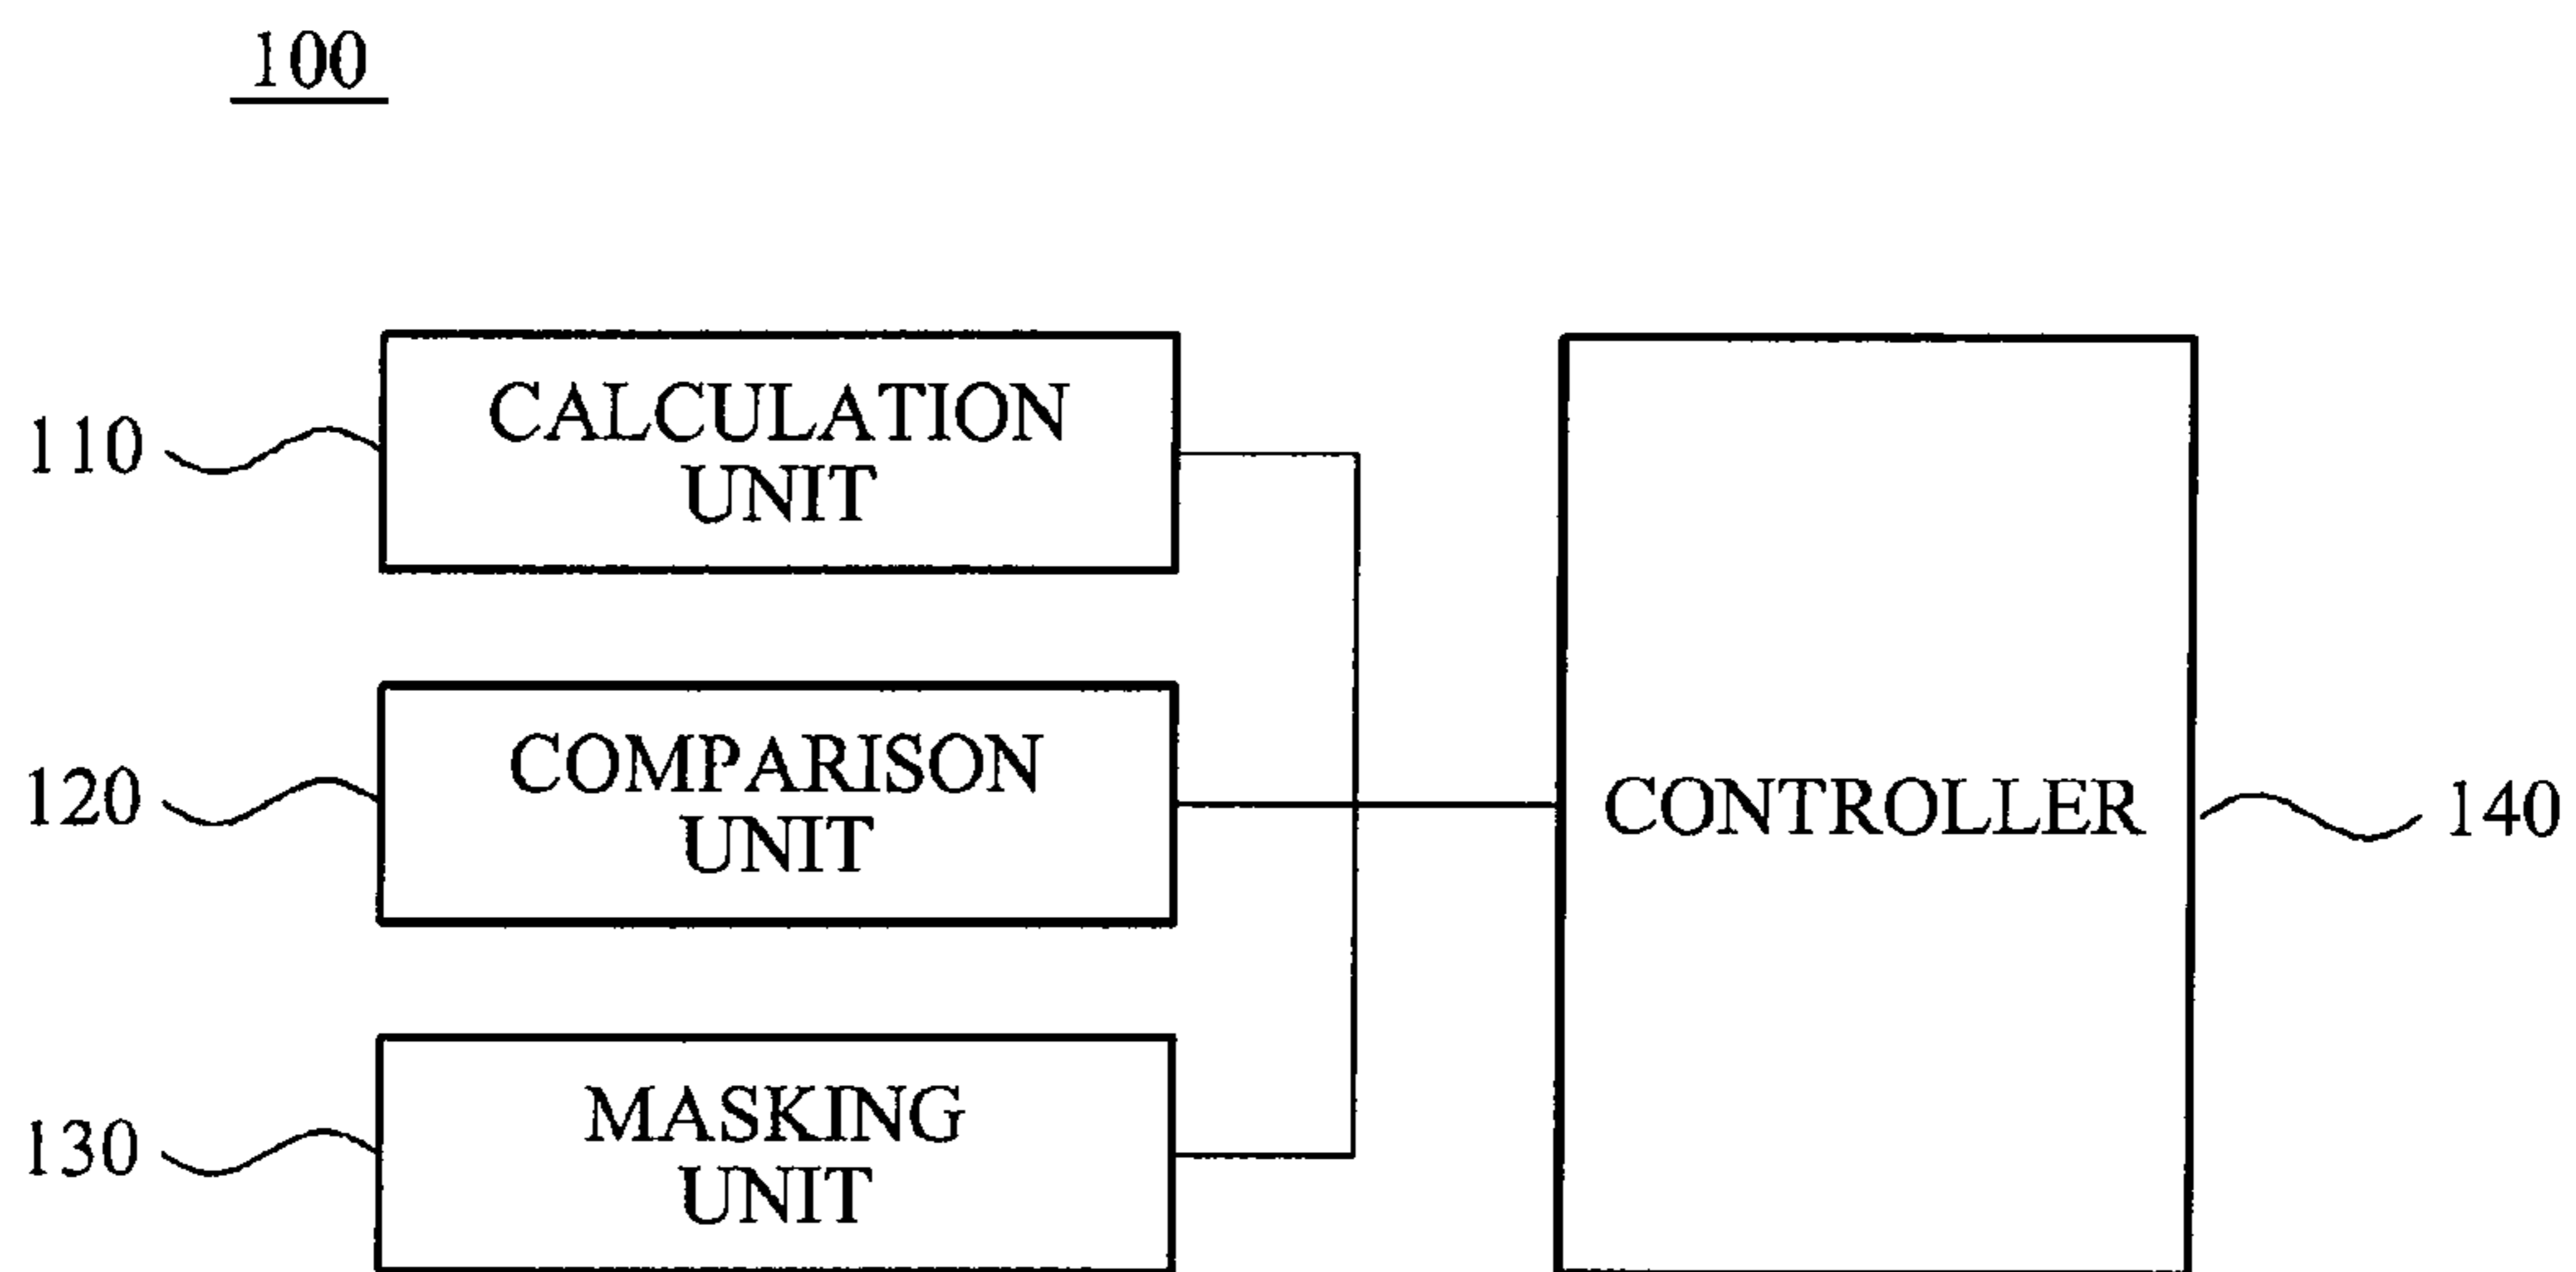 100
110
CALCULATION
UNIT
120
COMPARISON
UNIT
130
MASKING
UNIT
CONTROLLER
140